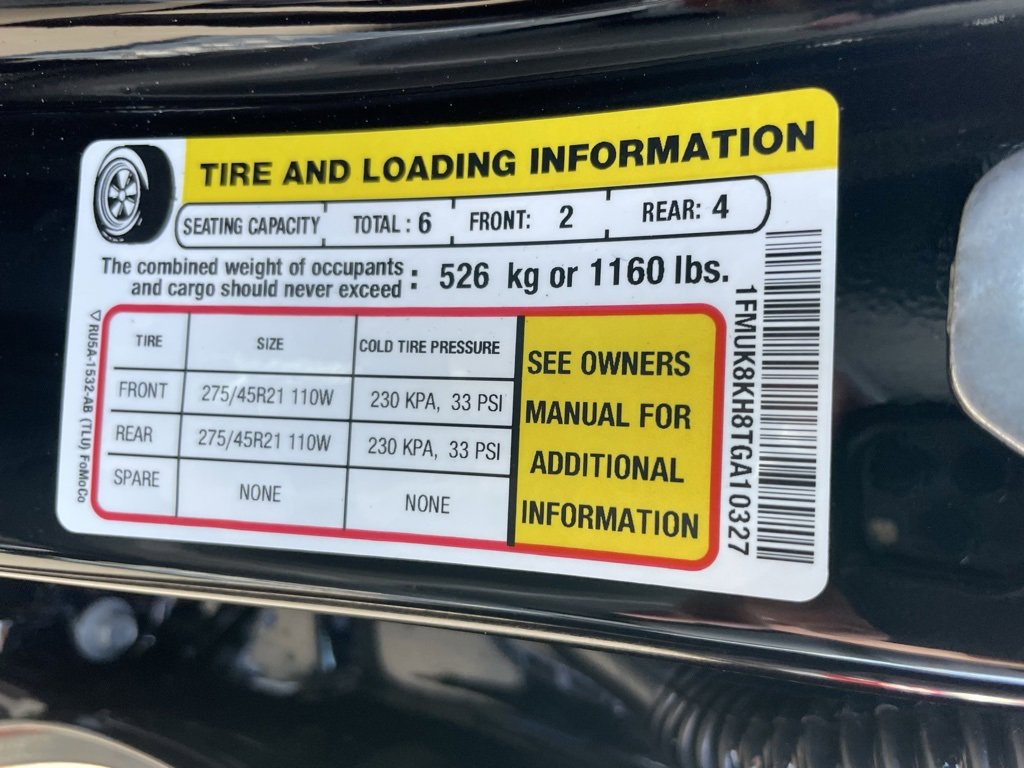 TIRE AND LOADING INFORMATION
SEATING CAPACITY TOTAL : 6 FRONT: 2 REAR: 4
The combined weight of occupants
and cargo should never exceed : 526 kg or 1160 lbs.
TIRE SIZE COLD TIRE PRESSURE
FRONT 275/45R21 110W 230 KPA, 33 PSI
REAR 275/45R21 110W 230 KPA, 33 PSI
SPARE NONE NONE
SEE OWNERS
MANUAL FOR
ADDITIONAL
INFORMATION
1FMUK8KH8TGA10327
RU5A-1532-AB (TLU) FoMoCo